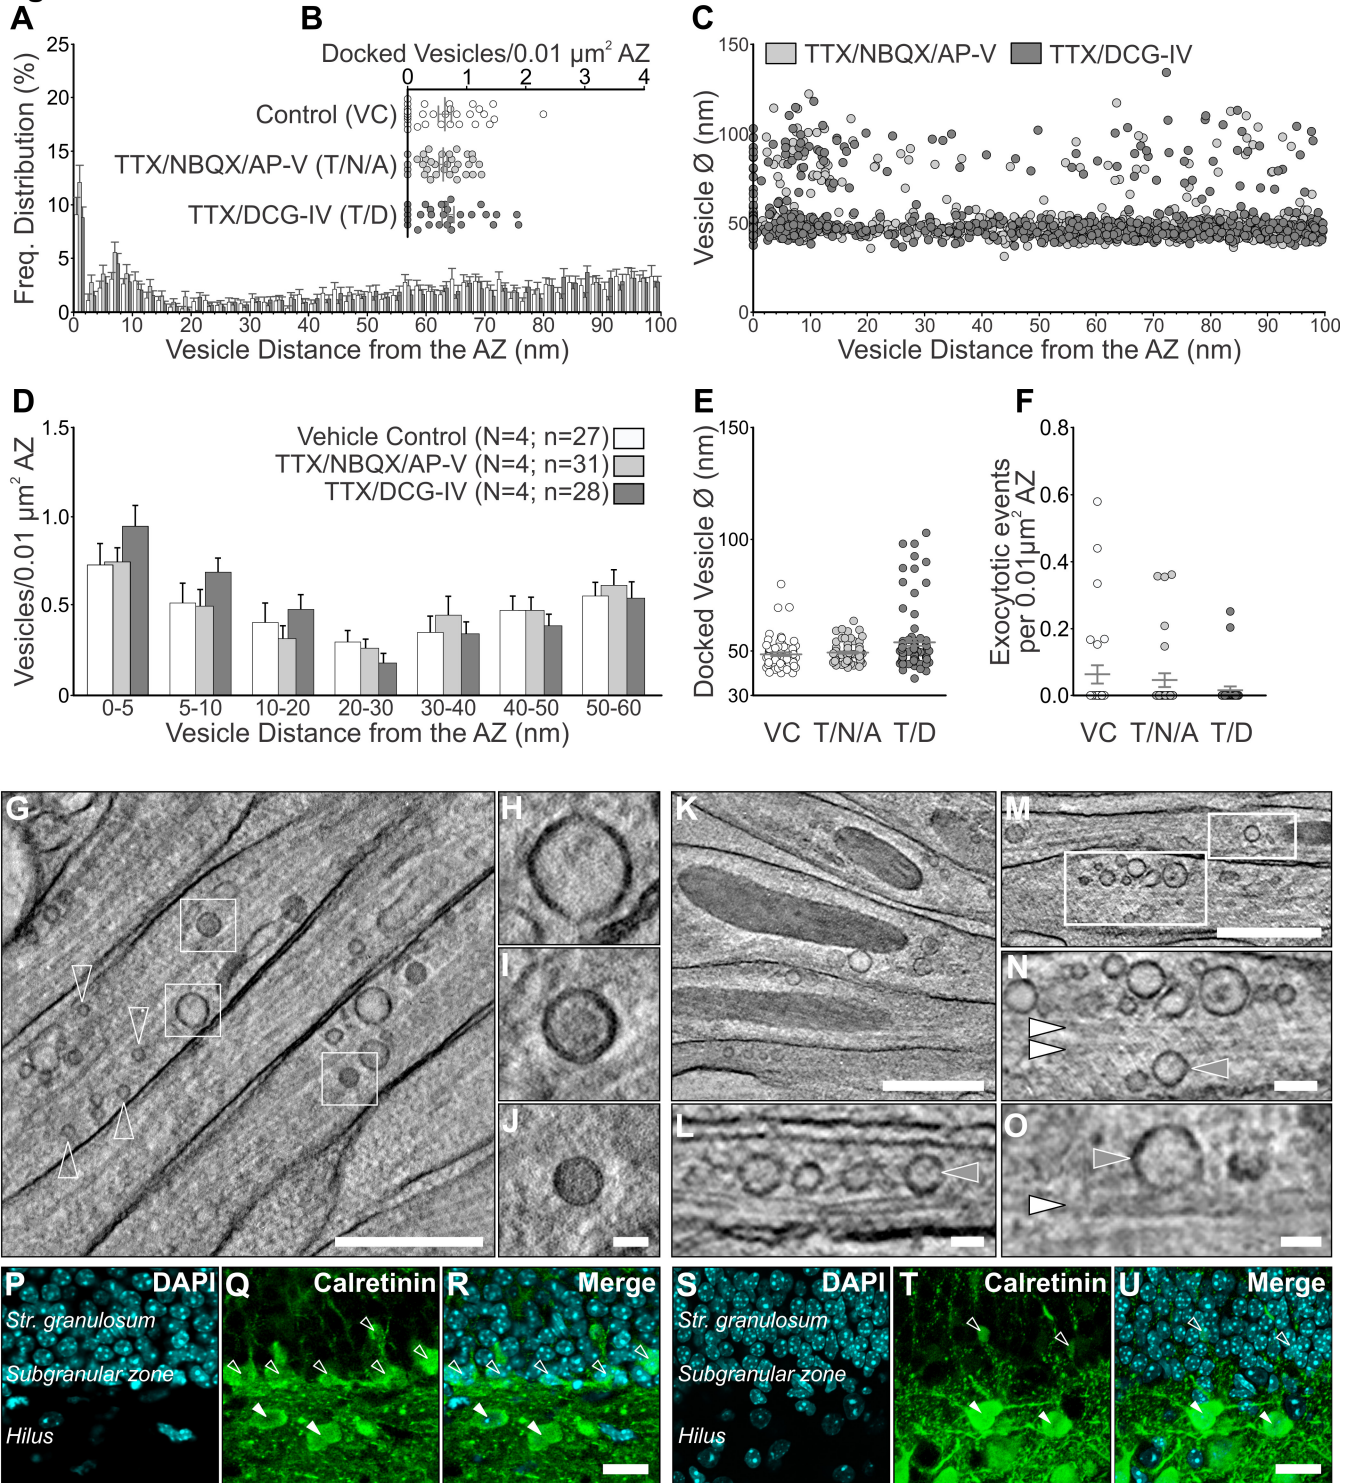 A
B
C
Docked Vesicles/0.01 µm² AZ
0 1 2 3 4
Control (VC)
TTX/NBQX/AP-V (T/N/A)
TTX/DCG-IV (T/D)
Freq. Distribution (%)
25
20
15
10
5
0
0 10 20 30 40 50 60 70 80 90 100
Vesicle Distance from the AZ (nm)
TTX/NBQX/AP-V TTX/DCG-IV
Vesicle Ø (nm)
150
100
50
0
0 10 20 30 40 50 60 70 80 90 100
Vesicle Distance from the AZ (nm)
D
Vesicles/0.01 µm² AZ
1.5
1.0
0.5
0
Vehicle Control (N=4; n=27)
TTX/NBQX/AP-V (N=4; n=31)
TTX/DCG-IV (N=4; n=28)
0-5 5-10 10-20 20-30 30-40 40-50 50-60
Vesicle Distance from the AZ (nm)
E
Docked Vesicle Ø (nm)
150
100
50
30
VC T/N/A T/D
F
Exocytotic events
per 0.01µm² AZ
0.8
0.6
0.4
0.2
0.0
VC T/N/A T/D
G
H
I
J
K
L
M
N
O
P DAPI
Str. granulosum
Subgranular zone
Hilus
Q Calretinin
R Merge
S DAPI
Str. granulosum
Subgranular zone
Hilus
T Calretinin
U Merge